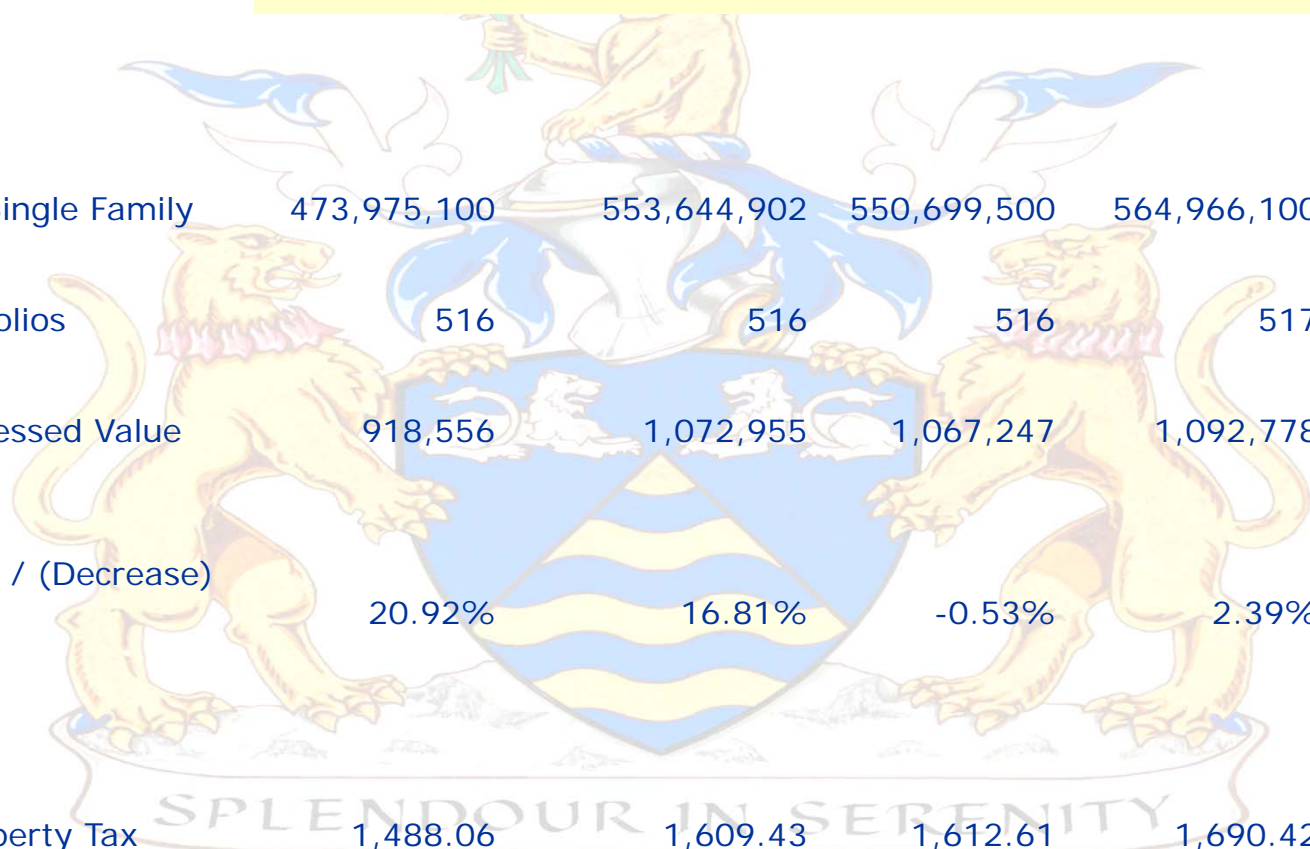 Single Family 473,975,100 553,644,902 550,699,500 564,966,100
olios 516 516 516 517
essed Value 918,556 1,072,955 1,067,247 1,092,778
/ (Decrease)
20.92% 16.81% -0.53% 2.39%
SPLENDOUR IN SERENITY
perty Tax 1,488.06 1,609.43 1,612.61 1,690.42